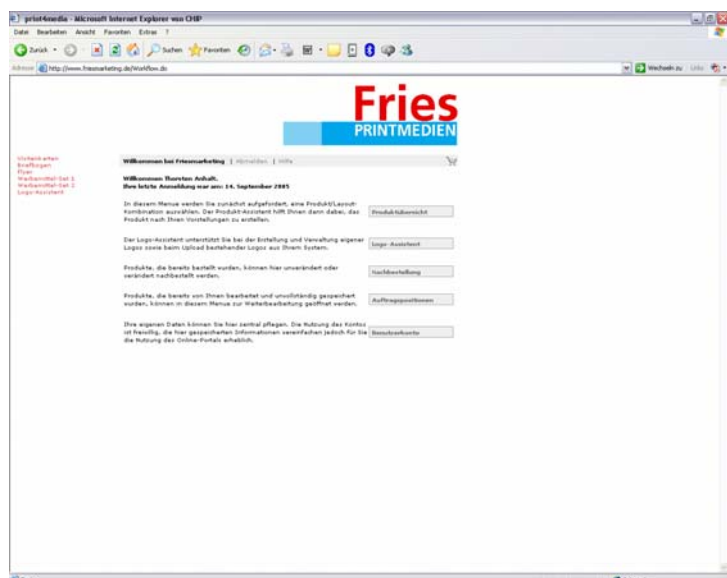 print4media - Microsoft Internet Explorer von CHIP
Datei Bearbeiten Ansicht Favoriten Extras ?
Zurück Suchen Favoriten
Adresse http://www.friesmarketing.de/Workflow.do Wechseln zu Links
Fries
PRINTMEDIEN
Visitenkarten
Briefbogen
Flyer
Werbemittel-Set 1
Werbemittel-Set 2
Logo-Assistent
Willkommen bei Friesmarketing | Abmelden | Hilfe
Willkommen Thorsten Anhalt.
Ihre letzte Anmeldung war am: 14. September 2005
In diesem Menue werden Sie zunächst aufgefordert, eine Produkt/Layout-
Kombination auswählen. Der Produkt-Assistent hilft Ihnen dann dabei, das
Produkt nach Ihren Vorstellungen zu erstellen.
Produktübersicht
Der Logo-Assistent unterstützt Sie bei der Erstellung und Verwaltung eigener
Logos sowie beim Upload bestehender Logos aus Ihrem System.
Logo-Assistent
Produkte, die bereits bestellt wurden, können hier unverändert oder
verändert nachbestellt werden.
Nachbestellung
Produkte, die bereits von Ihnen bearbeitet und unvollständig gespeichert
wurden, können in diesem Menue zur Weiterbearbeitung geöffnet werden.
Auftragspositionen
Ihre eigenen Daten können Sie hier zentral pflegen. Die Nutzung des Kontos
ist freiwillig, die hier gespeicherten Informationen vereinfachen jedoch für Sie
die Nutzung des Online-Portals erheblich.
Benutzerkonto